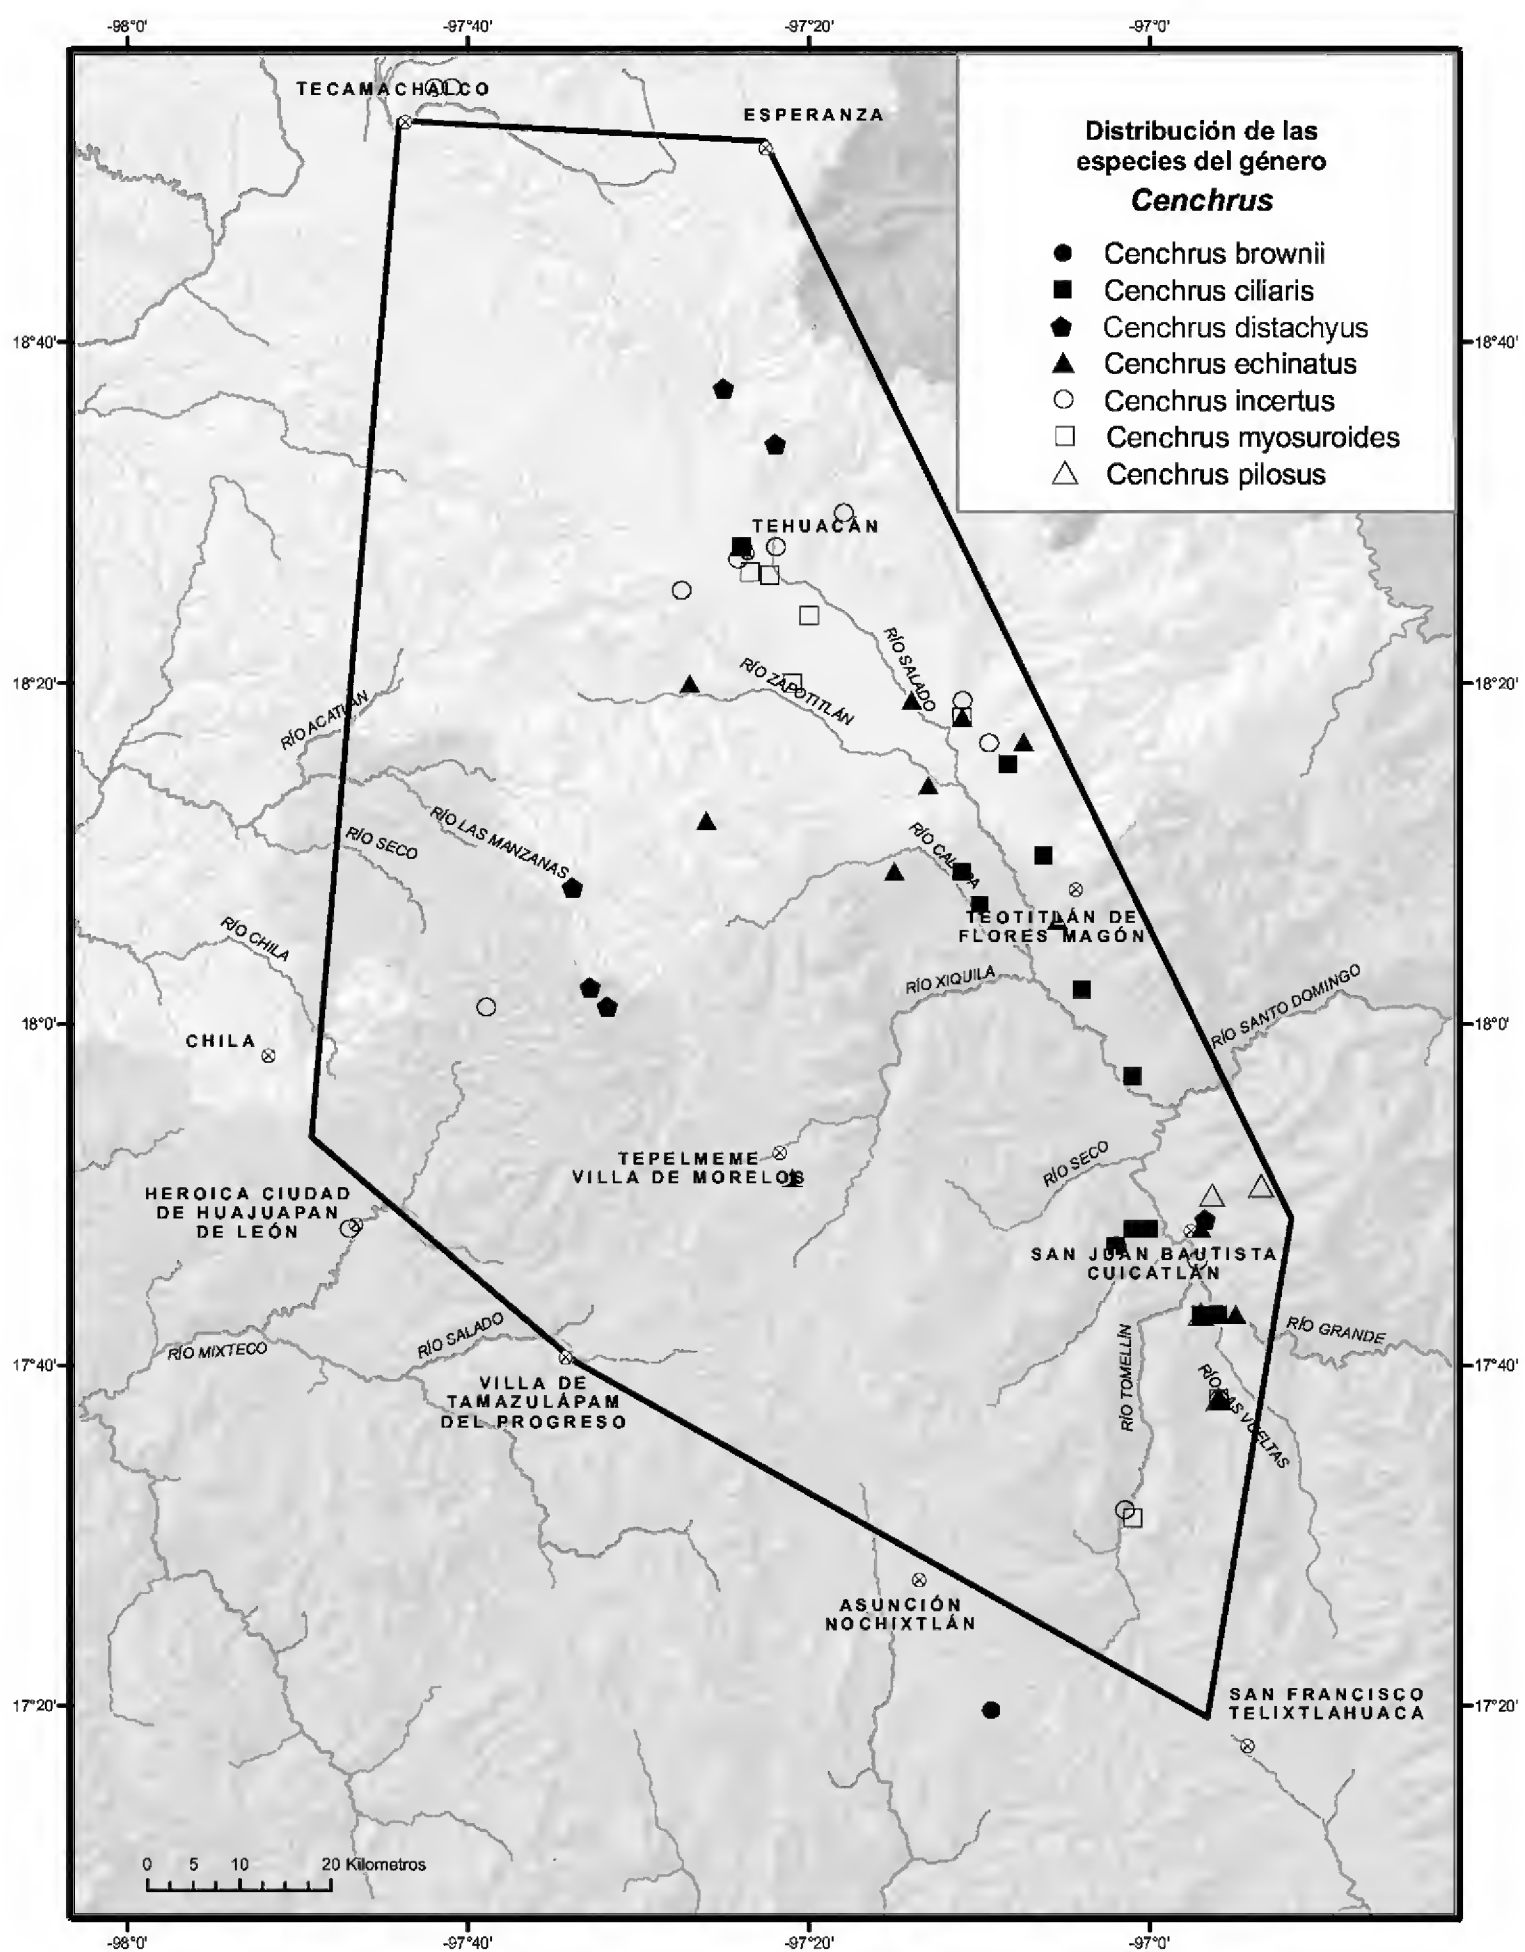 -98°0'
-97°40'
-97°20'
-97°0'
TECAMACHALCO
ESPERANZA
Distribución de las
especies del género
Cenchrus
Cenchrus brownii
Cenchrus ciliaris
Cenchrus distachyus
Cenchrus echinatus
Cenchrus incertus
Cenchrus myosuroides
Cenchrus pilosus
18°40'
18°40'
TEHUACÁN
RÍO SALADO
RÍO ZAPOTITLÁN
18°20'
18°20'
RÍO ACATLÁN
RÍO LAS MANZANAS
RÍO SECO
RÍO CALAPA
TEOTITLÁN DE
FLORES MAGÓN
RÍO CHILA
RÍO XIQUILA
RÍO SANTO DOMINGO
18°0'
18°0'
CHILA
TEPELMEME
VILLA DE MORELOS
RÍO SECO
HEROICA CIUDAD
DE HUAJUAPAN
DE LEÓN
SAN JUAN BAUTISTA
CUICATLÁN
RÍO GRANDE
RÍO MIXTECO
RÍO SALADO
RÍO TOMELLÍN
17°40'
17°40'
VILLA DE
TAMAZULÁPAM
DEL PROGRESO
RÍO LAS VUELTAS
ASUNCIÓN
NOCHIXTLÁN
17°20'
17°20'
SAN FRANCISCO
TELIXTLAHUACA
0 5 10 20 Kilometros
-98°0'
-97°40'
-97°20'
-97°0'